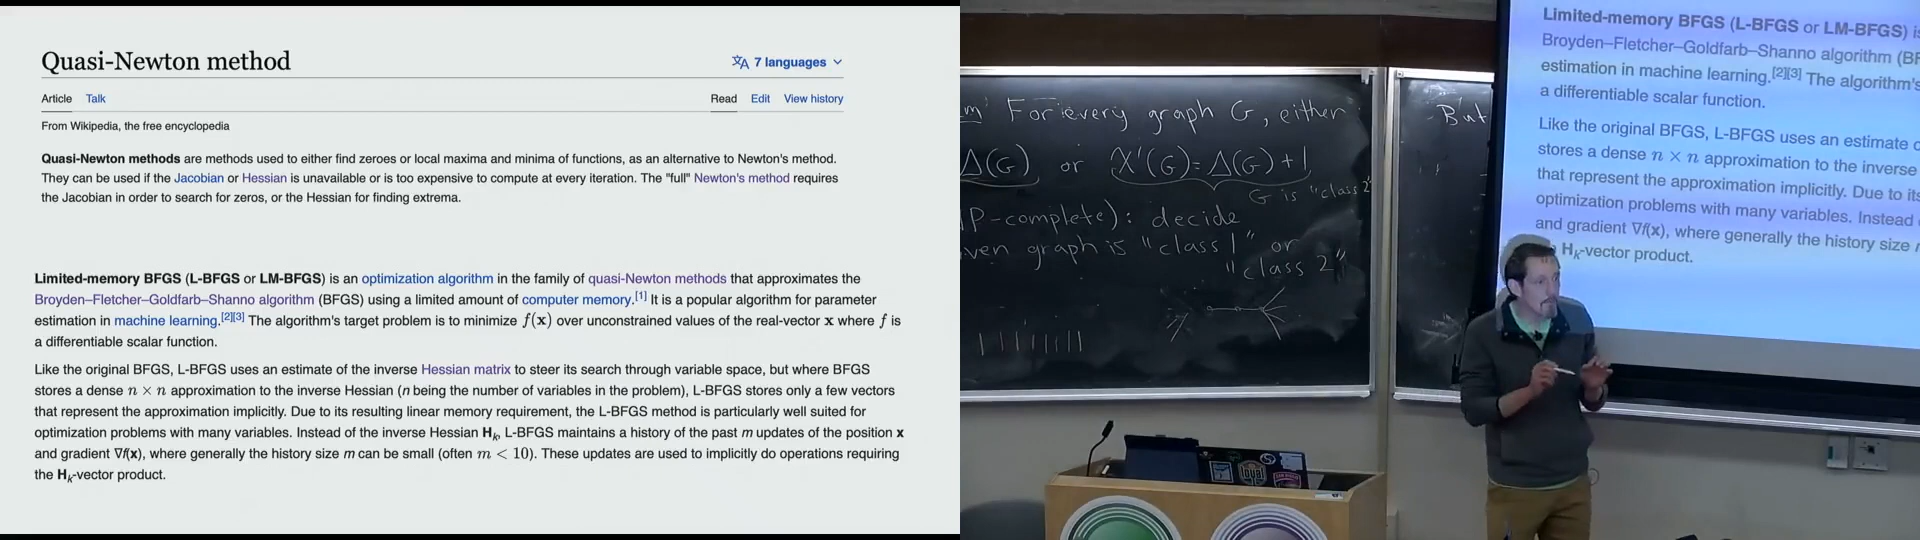 Quasi-Newton method
7 languages
Article Talk Read Edit View history
From Wikipedia, the free encyclopedia
Quasi-Newton methods are methods used to either find zeroes or local maxima and minima of functions, as an alternative to Newton's method.
They can be used if the Jacobian or Hessian is unavailable or is too expensive to compute at every iteration. The "full" Newton's method requires
the Jacobian in order to search for zeros, or the Hessian for finding extrema.
Limited-memory BFGS (L-BFGS or LM-BFGS) is an optimization algorithm in the family of quasi-Newton methods that approximates the
Broyden–Fletcher–Goldfarb–Shanno algorithm (BFGS) using a limited amount of computer memory.[1] It is a popular algorithm for parameter
estimation in machine learning.[2][3] The algorithm's target problem is to minimize f(x) over unconstrained values of the real-vector x where f is
a differentiable scalar function.
Like the original BFGS, L-BFGS uses an estimate of the inverse Hessian matrix to steer its search through variable space, but where BFGS
stores a dense n × n approximation to the inverse Hessian (n being the number of variables in the problem), L-BFGS stores only a few vectors
that represent the approximation implicitly. Due to its resulting linear memory requirement, the L-BFGS method is particularly well suited for
optimization problems with many variables. Instead of the inverse Hessian Hk, L-BFGS maintains a history of the past m updates of the position x
and gradient ∇f(x), where generally the history size m can be small (often m < 10). These updates are used to implicitly do operations requiring
the Hk-vector product.
For every graph G, either
Δ(G) or χ'(G)=Δ(G)+1
G is "class 2"
P-complete): decide
ven graph is "class 1" or
"class 2"
But
Limited-memory BFGS (L-BFGS or LM-BFGS) is
Broyden–Fletcher–Goldfarb–Shanno algorithm (BF
estimation in machine learning.[2][3] The algorithm's
a differentiable scalar function.
Like the original BFGS, L-BFGS uses an estimate o
stores a dense n × n approximation to the inverse
that represent the approximation implicitly. Due to its
optimization problems with many variables. Instead
and gradient ∇f(x), where generally the history size
Hk-vector product.